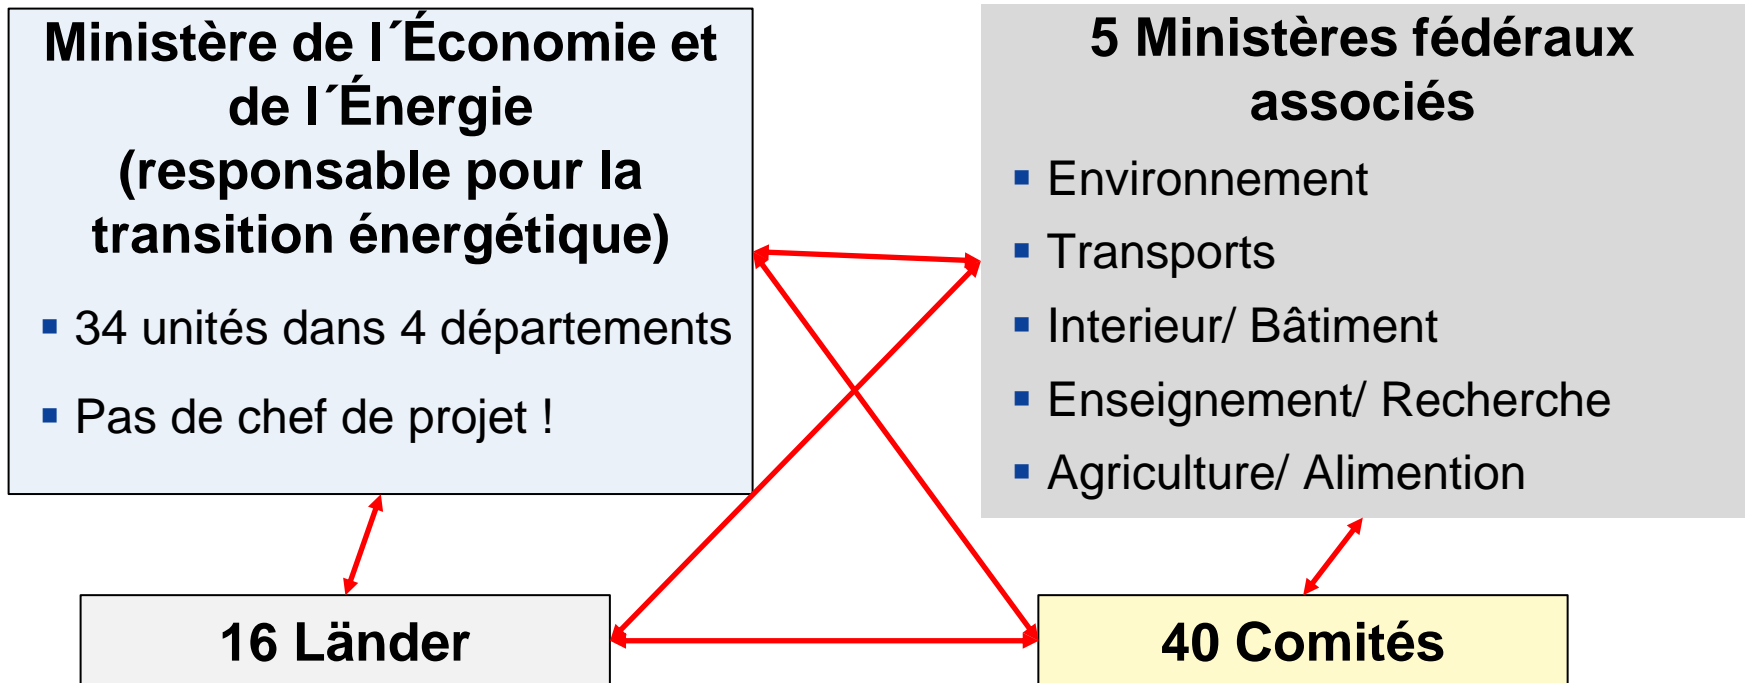 Ministère de l´Économie et
de l´Énergie
(responsable pour la
transition énergétique)
▪ 34 unités dans 4 départements
▪ Pas de chef de projet !
5 Ministères fédéraux
associés
▪ Environnement
▪ Transports
▪ Interieur/ Bâtiment
▪ Enseignement/ Recherche
▪ Agriculture/ Alimention
16 Länder
40 Comités